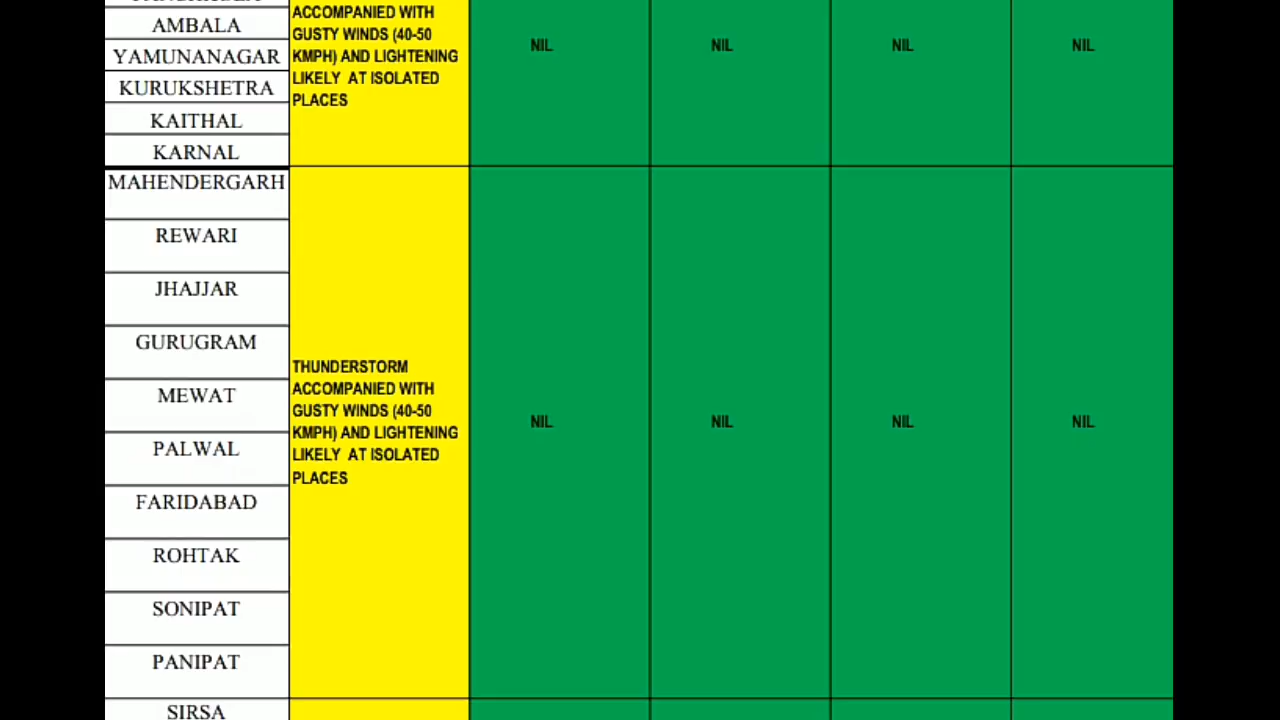 AMBALA
YAMUNANAGAR
KURUKSHETRA
KAITHAL
KARNAL
ACCOMPANIED WITH
GUSTY WINDS (40-50
KMPH) AND LIGHTENING
LIKELY AT ISOLATED
PLACES
NIL NIL NIL NIL
MAHENDERGARH
REWARI
JHAJJAR
GURUGRAM
MEWAT
PALWAL
FARIDABAD
ROHTAK
SONIPAT
PANIPAT
THUNDERSTORM
ACCOMPANIED WITH
GUSTY WINDS (40-50
KMPH) AND LIGHTENING
LIKELY AT ISOLATED
PLACES
NIL NIL NIL NIL
SIRSA